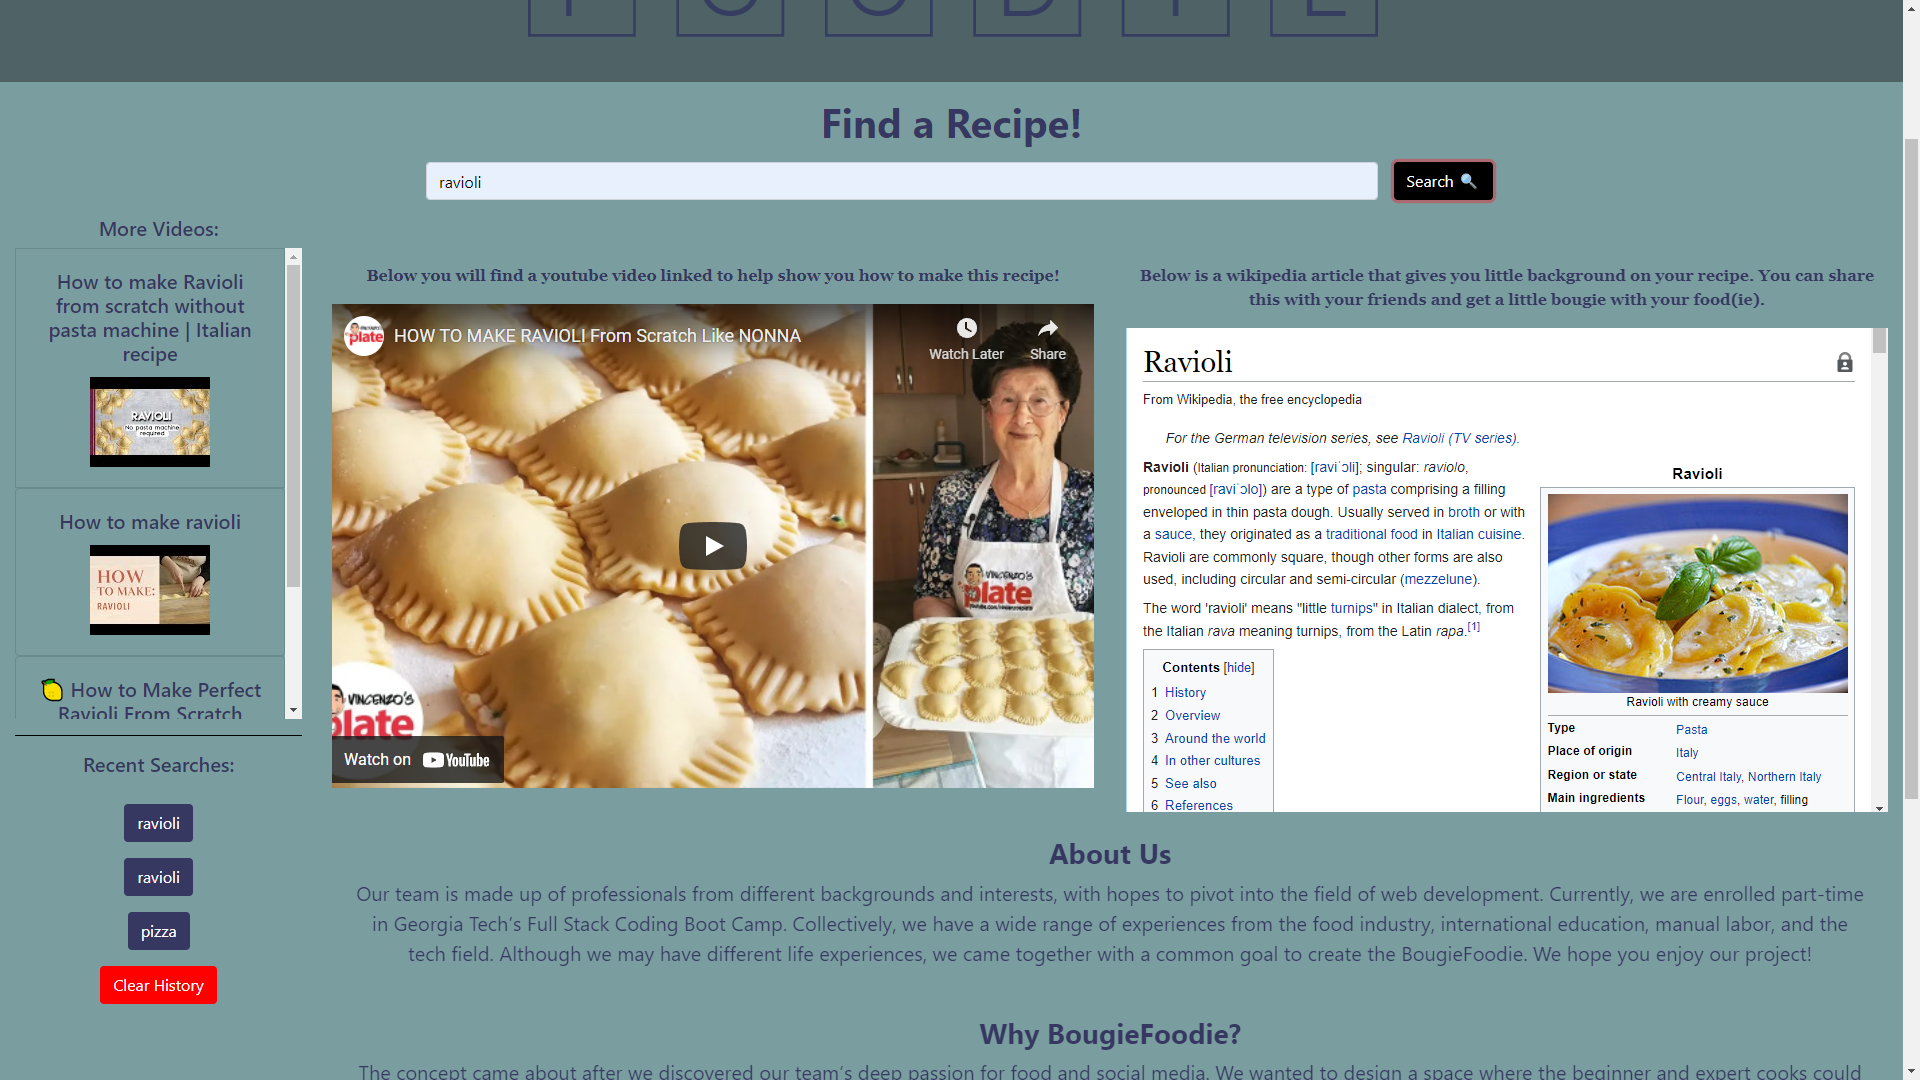 FOODIE
Find a Recipe!
ravioli
Search
More Videos:
How to make Ravioli
from scratch without
pasta machine | Italian
recipe
RAVIOLI
No pasta machine
required
How to make ravioli
HOW
TO MAKE:
RAVIOLI
How to Make Perfect
Ravioli From Scratch
Recent Searches:
ravioli
ravioli
pizza
Clear History
Below you will find a youtube video linked to help show you how to make this recipe!
plate
HOW TO MAKE RAVIOLI From Scratch Like NONNA
Watch Later
Share
VINCENZO'S
plate
VINCENZO'S
plate
Watch on YouTube
Below is a wikipedia article that gives you little background on your recipe. You can share
this with your friends and get a little bougie with your food(ie).
Ravioli
From Wikipedia, the free encyclopedia
For the German television series, see Ravioli (TV series).
Ravioli (Italian pronunciation: [raviˈɔli]; singular: raviolo,
pronounced [raviˈɔlo]) are a type of pasta comprising a filling
enveloped in thin pasta dough. Usually served in broth or with
a sauce, they originated as a traditional food in Italian cuisine.
Ravioli are commonly square, though other forms are also
used, including circular and semi-circular (mezzelune).
The word 'ravioli' means "little turnips" in Italian dialect, from
the Italian rava meaning turnips, from the Latin rapa.[1]
Contents [hide]
1 History
2 Overview
3 Around the world
4 In other cultures
5 See also
6 References
Ravioli
Ravioli with creamy sauce
Type Pasta
Place of origin Italy
Region or state Central Italy, Northern Italy
Main ingredients Flour, eggs, water, filling
About Us
Our team is made up of professionals from different backgrounds and interests, with hopes to pivot into the field of web development. Currently, we are enrolled part-time
in Georgia Tech's Full Stack Coding Boot Camp. Collectively, we have a wide range of experiences from the food industry, international education, manual labor, and the
tech field. Although we may have different life experiences, we came together with a common goal to create the BougieFoodie. We hope you enjoy our project!
Why BougieFoodie?
The concept came about after we discovered our team's deep passion for food and social media. We wanted to design a space where the beginner and expert cooks could